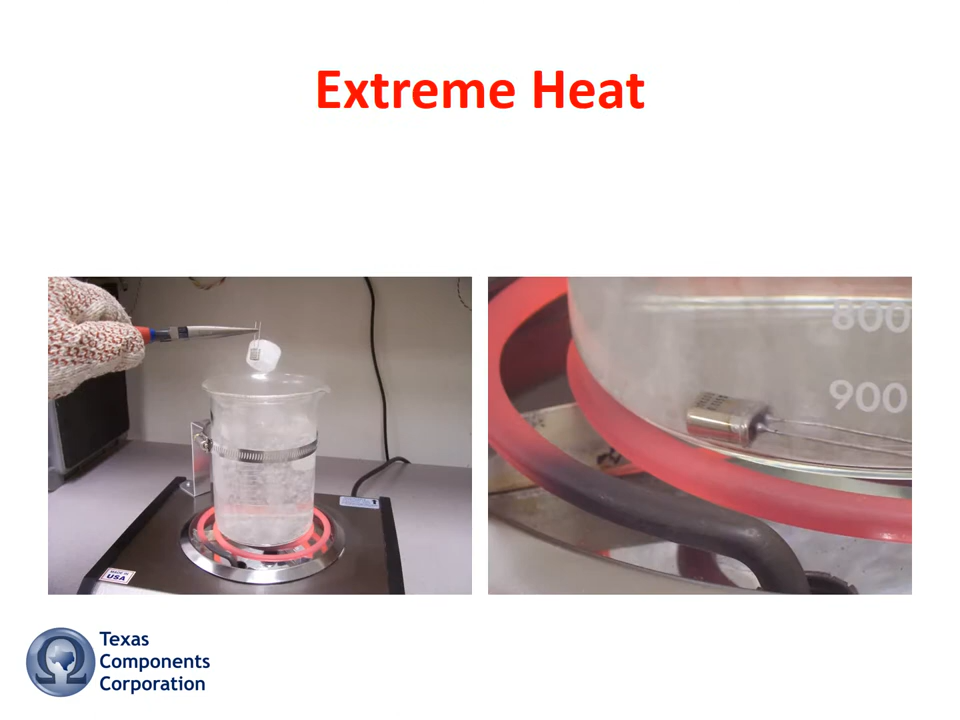 Extreme Heat
MADE IN
USA
800
900
Texas
Components
Corporation